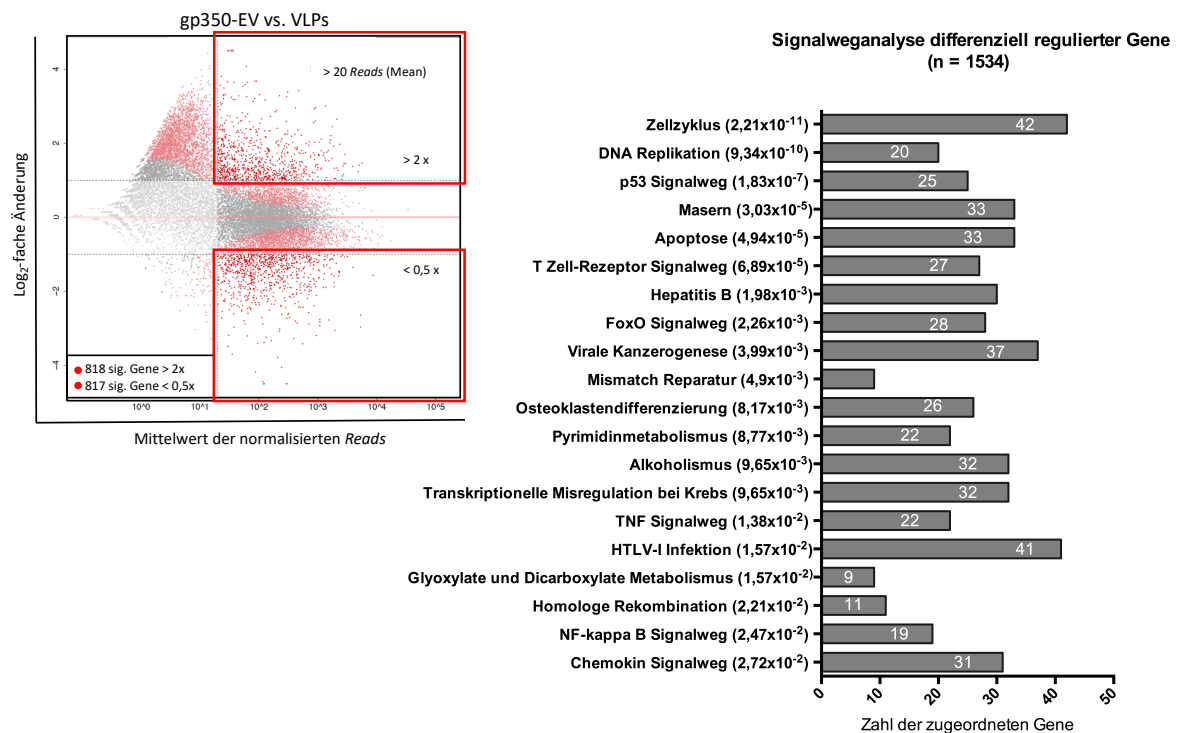 gp350-EV vs. VLPs
> 20 Reads (Mean)
> 2 x
< 0,5 x
4
2
0
-2
-4
Log2-fache Änderung
818 sig. Gene > 2x
817 sig. Gene < 0,5x
10^0 10^1 10^2 10^3 10^4 10^5
Mittelwert der normalisierten Reads
Signalweganalyse differenziell regulierter Gene
(n = 1534)
Zellzyklus (2,21x10^-11) 42
DNA Replikation (9,34x10^-10) 20
p53 Signalweg (1,83x10^-7) 25
Masern (3,03x10^-5) 33
Apoptose (4,94x10^-5) 33
T Zell-Rezeptor Signalweg (6,89x10^-5) 27
Hepatitis B (1,98x10^-3)
FoxO Signalweg (2,26x10^-3) 28
Virale Kanzerogenese (3,99x10^-3) 37
Mismatch Reparatur (4,9x10^-3)
Osteoklastendifferenzierung (8,17x10^-3) 26
Pyrimidinmetabolismus (8,77x10^-3) 22
Alkoholismus (9,65x10^-3) 32
Transkriptionelle Misregulation bei Krebs (9,65x10^-3) 32
TNF Signalweg (1,38x10^-2) 22
HTLV-I Infektion (1,57x10^-2) 41
Glyoxylate und Dicarboxylate Metabolismus (1,57x10^-2) 9
Homologe Rekombination (2,21x10^-2) 11
NF-kappa B Signalweg (2,47x10^-2) 19
Chemokin Signalweg (2,72x10^-2) 31
0 10 20 30 40 50
Zahl der zugeordneten Gene